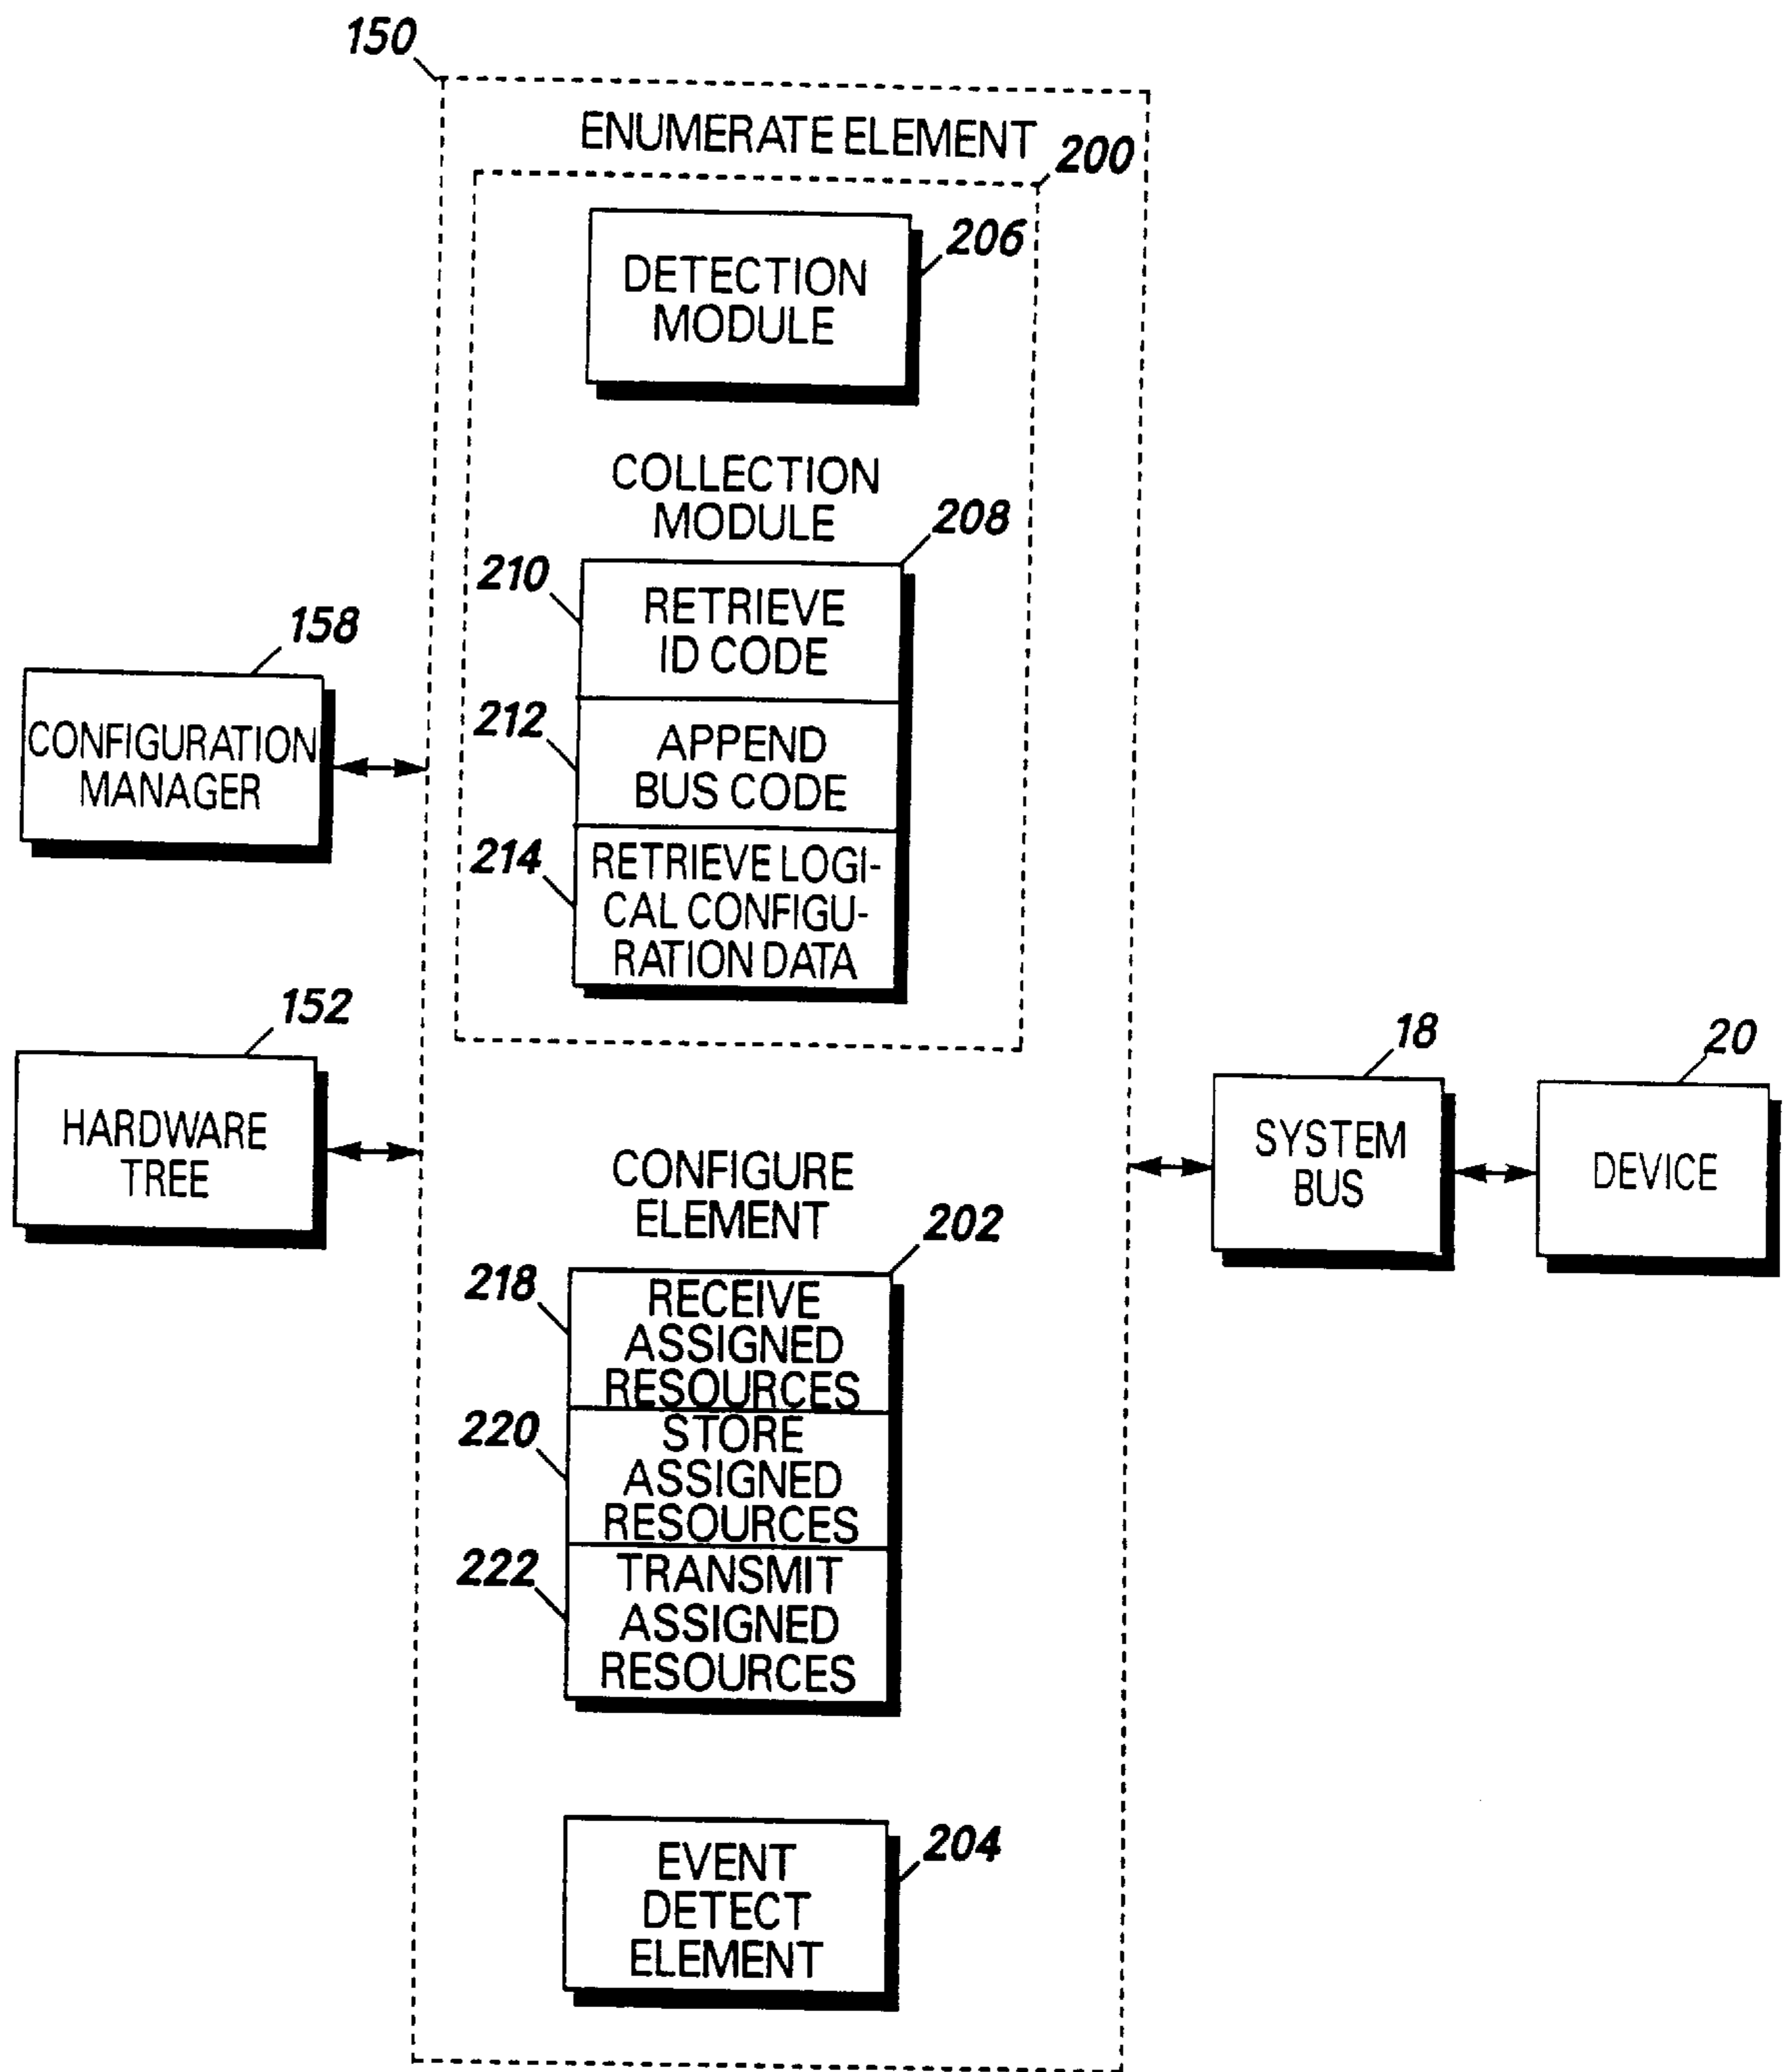 150
ENUMERATE ELEMENT
200
DETECTION
MODULE
206
COLLECTION
MODULE
208
210
RETRIEVE
ID CODE
212
APPEND
BUS CODE
214
RETRIEVE LOGI-
CAL CONFIGU-
RATION DATA
158
CONFIGURATION
MANAGER
152
HARDWARE
TREE
18
SYSTEM
BUS
20
DEVICE
CONFIGURE
ELEMENT
202
218
RECEIVE
ASSIGNED
RESOURCES
220
STORE
ASSIGNED
RESOURCES
222
TRANSMIT
ASSIGNED
RESOURCES
204
EVENT
DETECT
ELEMENT